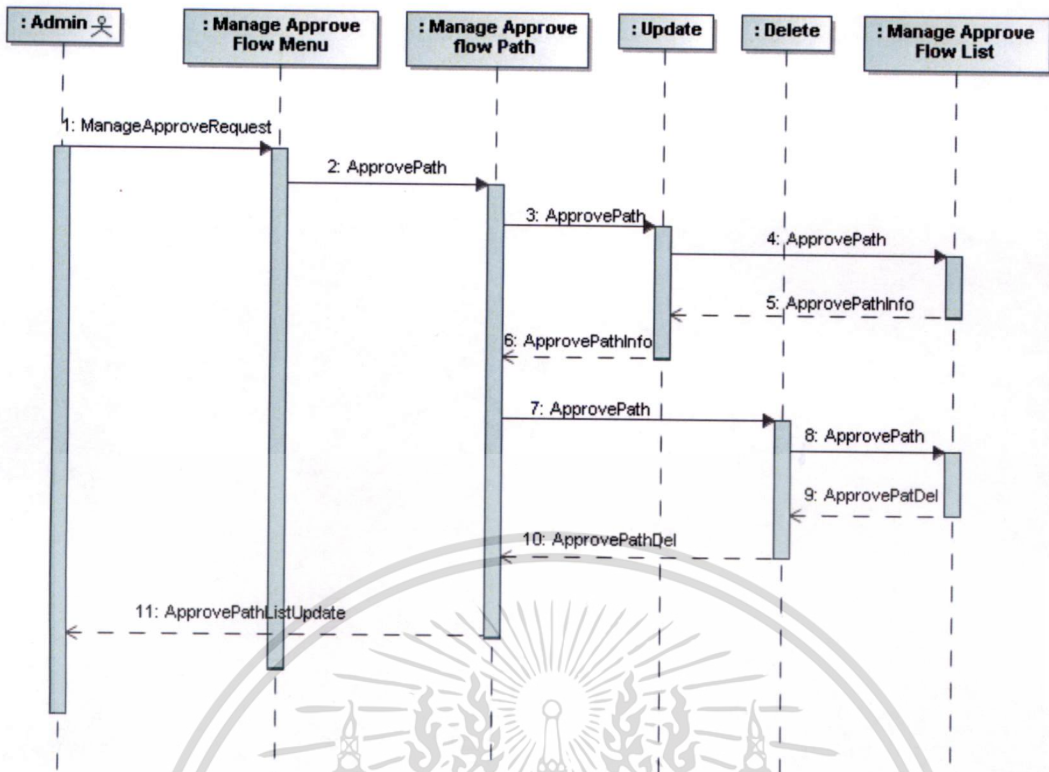 : Admin
: Manage Approve
Flow Menu
: Manage Approve
flow Path
: Update
: Delete
: Manage Approve
Flow List
1: ManageApproveRequest
2: ApprovePath
3: ApprovePath
4: ApprovePath
5: ApprovePathInfo
6: ApprovePathInfo
7: ApprovePath
8: ApprovePath
9: ApprovePatDel
10: ApprovePathDel
11: ApprovePathListUpdate